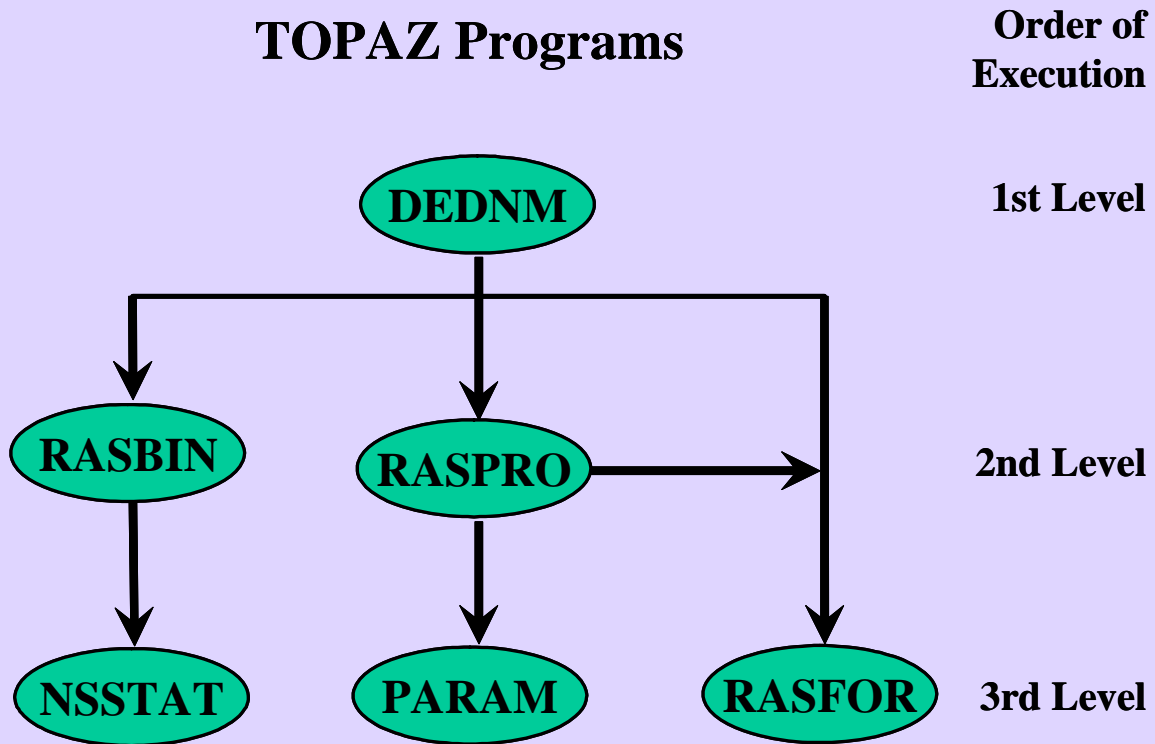 TOPAZ Programs
Order of
Execution
DEDNM
1st Level
RASBIN
RASPRO
2nd Level
NSSTAT
PARAM
RASFOR
3rd Level